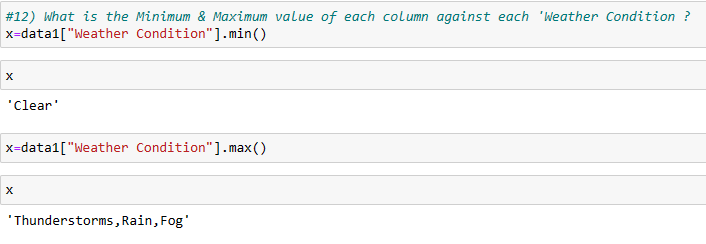 #12) What is the Minimum & Maximum value of each column against each 'Weather Condition ?
x=data1["Weather Condition"].min()
x
'Clear'
x=data1["Weather Condition"].max()
x
'Thunderstorms,Rain,Fog'